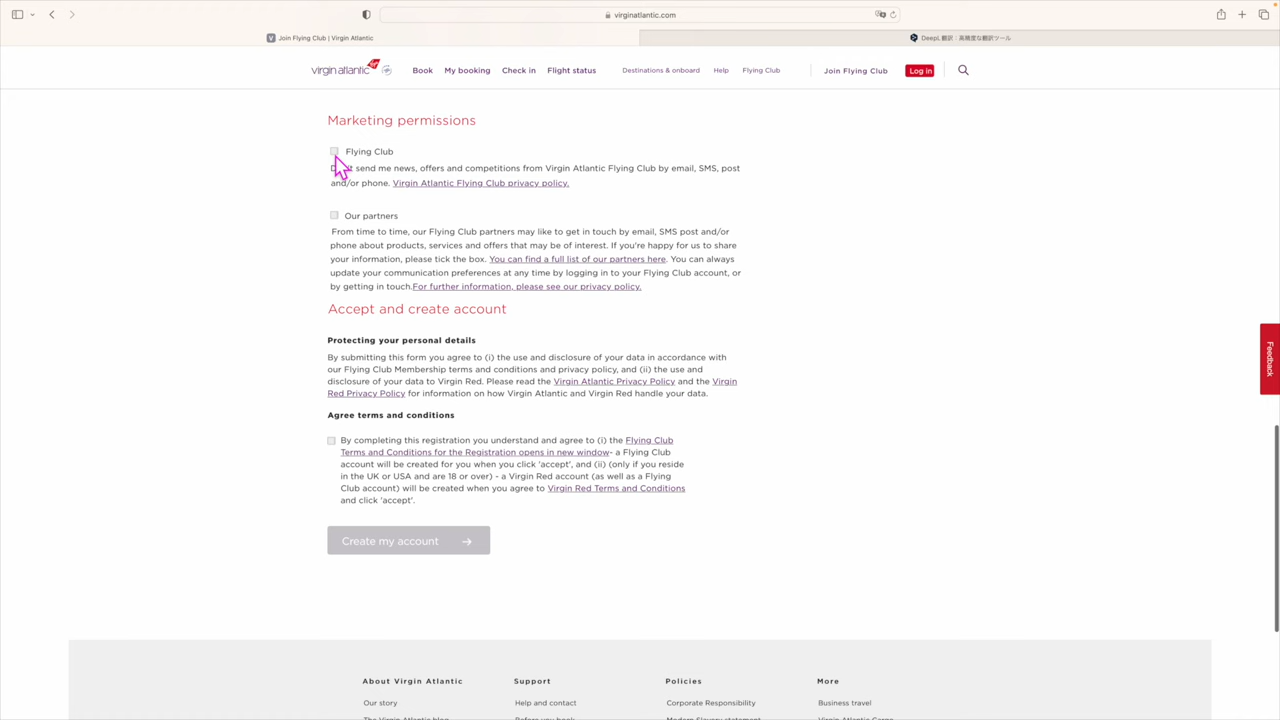 virginatlantic.com
Join Flying Club | Virgin Atlantic
DeepL 翻訳：高精度な翻訳ツール
virgin atlantic
Book
My booking
Check in
Flight status
Destinations & onboard
Help
Flying Club
Join Flying Club
Log in
Marketing permissions
Flying Club
send me news, offers and competitions from Virgin Atlantic Flying Club by email, SMS, post
and/or phone. Virgin Atlantic Flying Club privacy policy.
Our partners
From time to time, our Flying Club partners may like to get in touch by email, SMS post and/or
phone about products, services and offers that may be of interest. If you're happy for us to share
your information, please tick the box. You can find a full list of our partners here. You can always
update your communication preferences at any time by logging in to your Flying Club account, or
by getting in touch.For further information, please see our privacy policy.
Accept and create account
Protecting your personal details
By submitting this form you agree to (i) the use and disclosure of your data in accordance with
our Flying Club Membership terms and conditions and privacy policy, and (ii) the use and
disclosure of your data to Virgin Red. Please read the Virgin Atlantic Privacy Policy and the Virgin
Red Privacy Policy for information on how Virgin Atlantic and Virgin Red handle your data.
Agree terms and conditions
By completing this registration you understand and agree to (i) the Flying Club
Terms and Conditions for the Registration opens in new window- a Flying Club
account will be created for you when you click 'accept', and (ii) (only if you reside
in the UK or USA and are 18 or over) - a Virgin Red account (as well as a Flying
Club account) will be created when you agree to Virgin Red Terms and Conditions
and click 'accept'.
Create my account
Feedback
About Virgin Atlantic
Support
Policies
More
Our story
Help and contact
Corporate Responsibility
Business travel
The Virgin Atlantic blog
Before you book
Modern Slavery statement
Virgin Atlantic Cargo